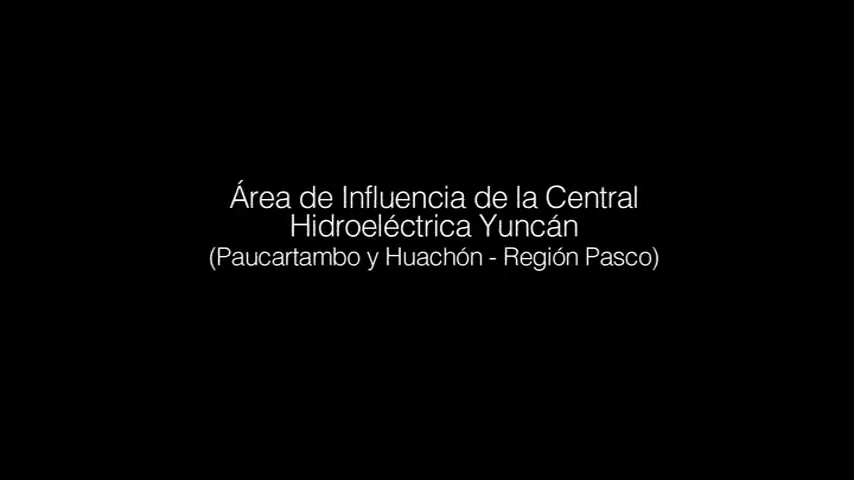 Área de Influencia de la Central
Hidroeléctrica Yuncán
(Paucartambo y Huachón - Región Pasco)